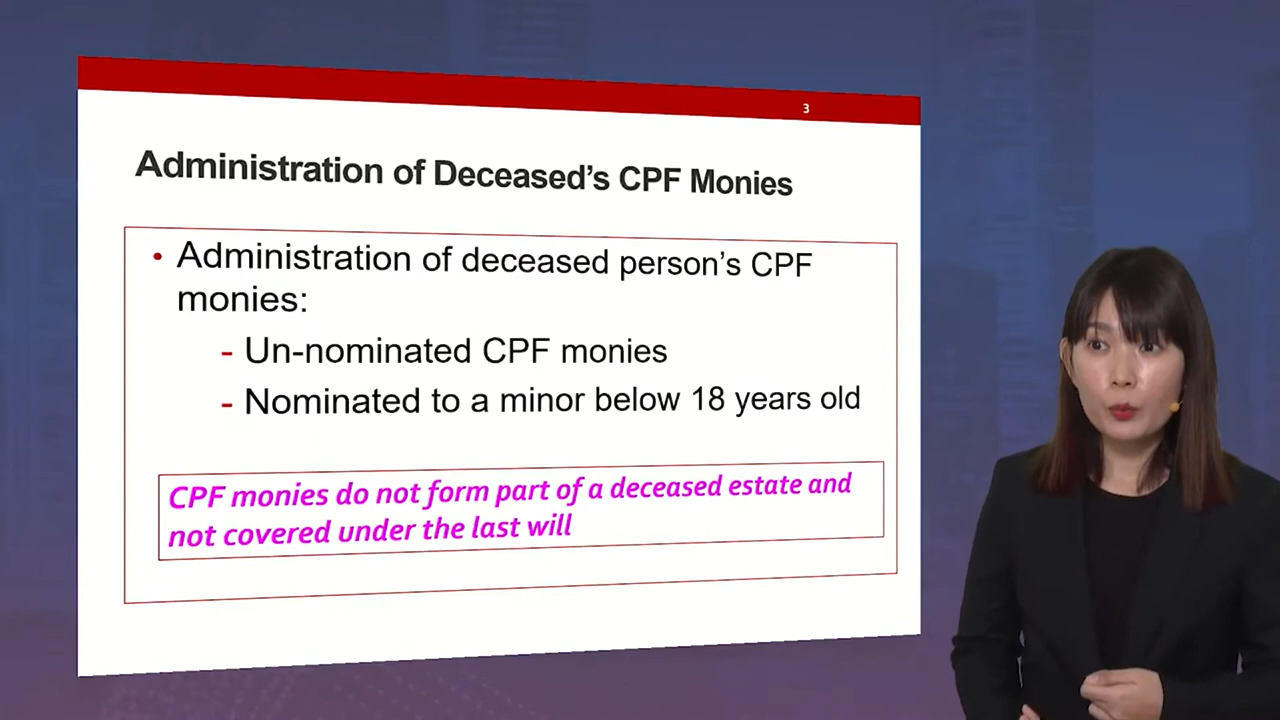 3
Administration of Deceased's CPF Monies
• Administration of deceased person's CPF
monies:
- Un-nominated CPF monies
- Nominated to a minor below 18 years old
CPF monies do not form part of a deceased estate and
not covered under the last will